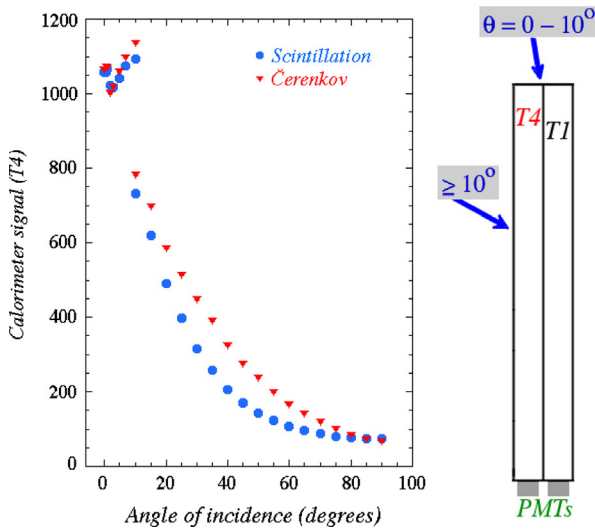 Calorimeter signal (T4)
1200
1000
800
600
400
200
0
0
20
40
60
80
100
Angle of incidence (degrees)
Scintillation
Čerenkov
θ = 0 – 10°
T4
T1
≥ 10°
PMTs